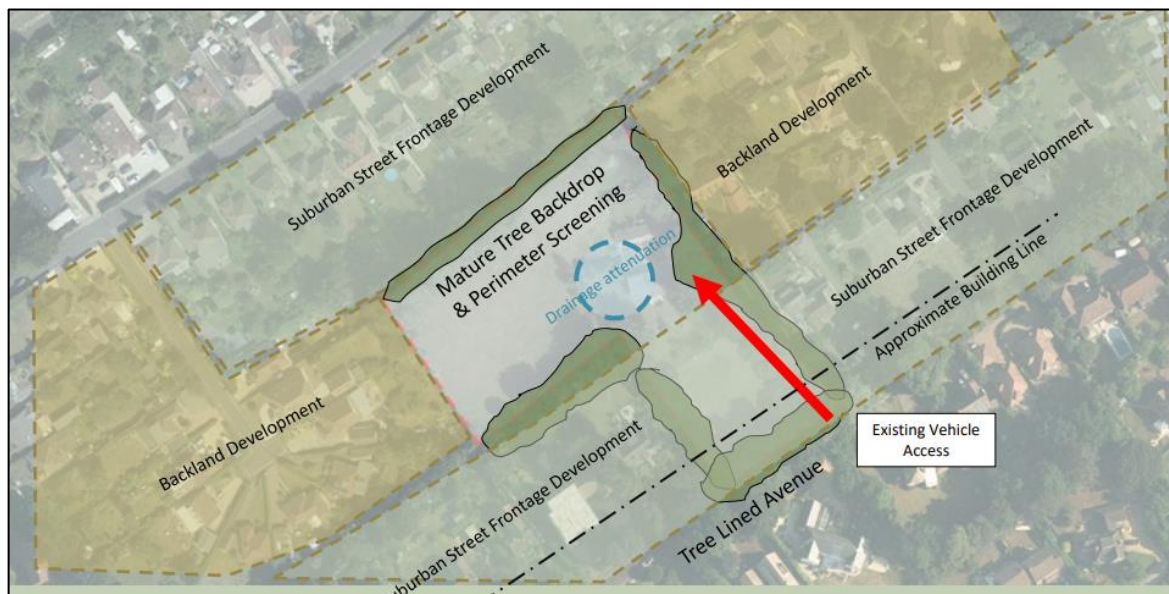 Suburban Street Frontage Development
Backland Development
Mature Tree Backdrop
& Perimeter Screening
Drainage attenuation
Suburban Street Frontage Development
Approximate Building Line
Backland Development
Existing Vehicle
Access
Suburban Street Frontage Development
Tree Lined Avenue